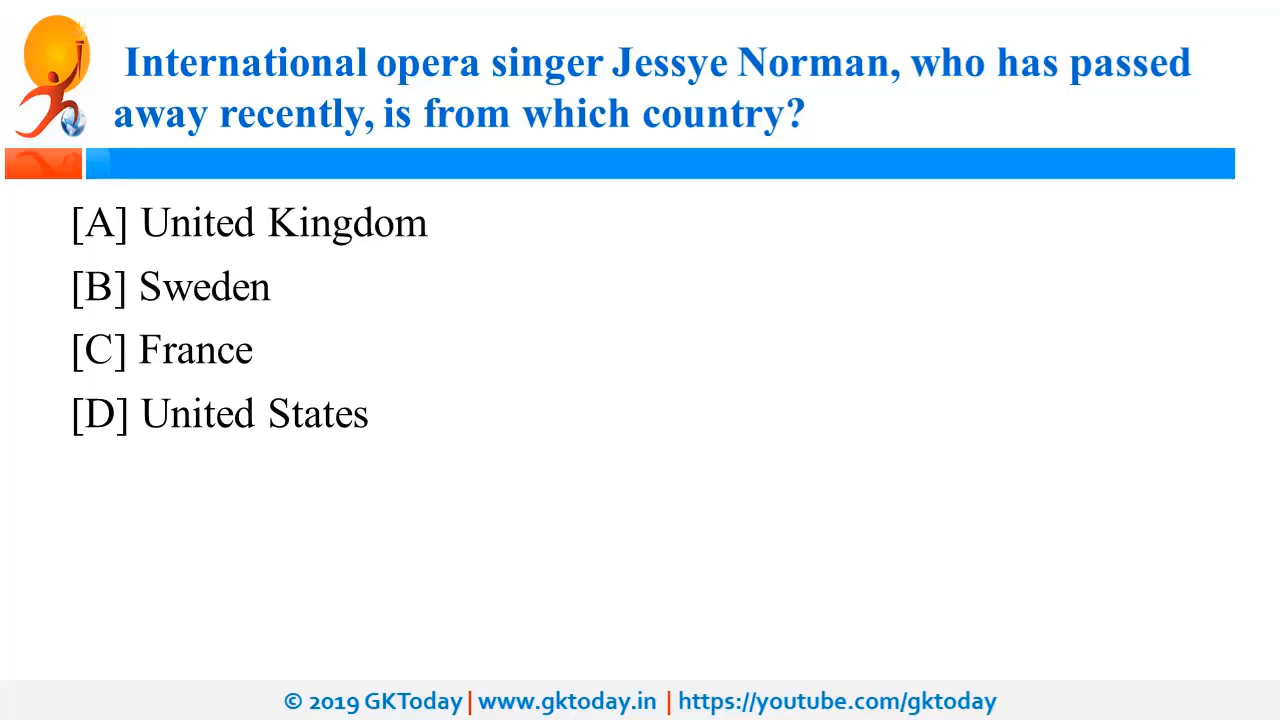 International opera singer Jessye Norman, who has passed
away recently, is from which country?
[A] United Kingdom
[B] Sweden
[C] France
[D] United States
© 2019 GKToday | www.gktoday.in | https://youtube.com/gktoday